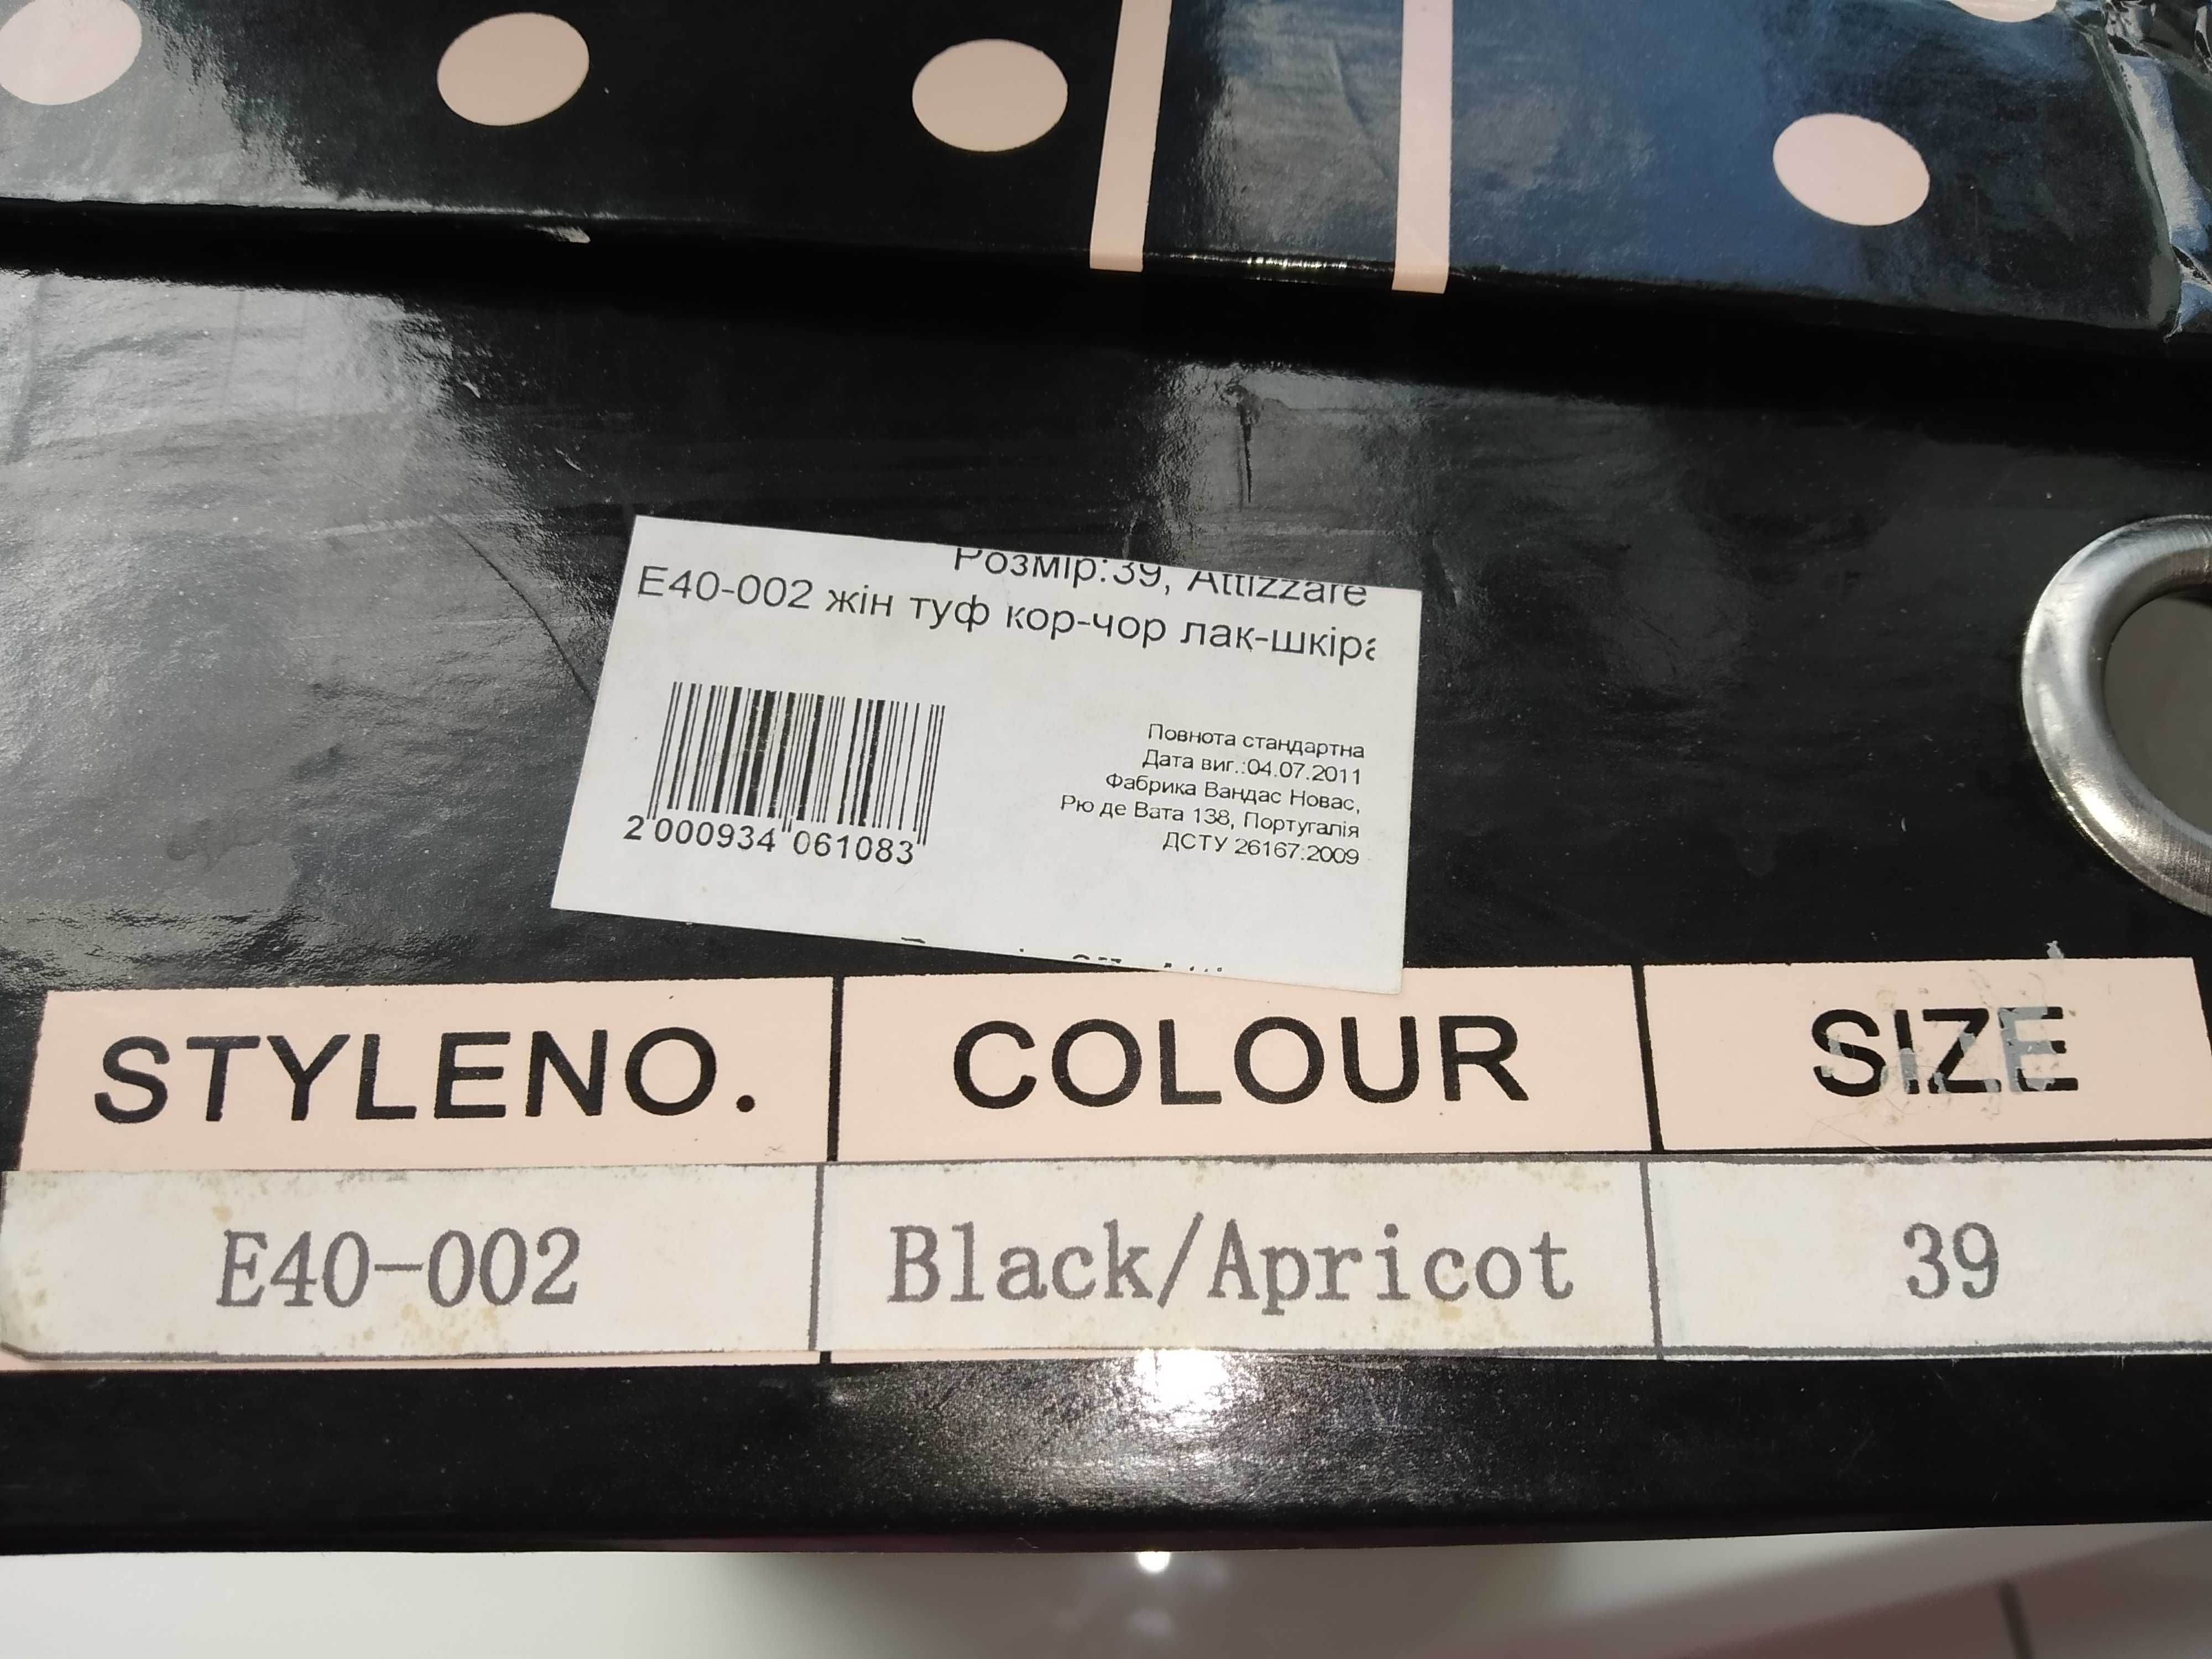 Розмір:39, Attizzare
E40-002 жін туф кор-чор лак-шкіра
2 000934 061083
Повнота стандартна
Дата виг.:04.07.2011
Фабрика Вандас Новас,
Рю де Вата 138, Португалія
ДСТУ 26167:2009
STYLENO. COLOUR SIZE
E40-002 Black/Apricot 39